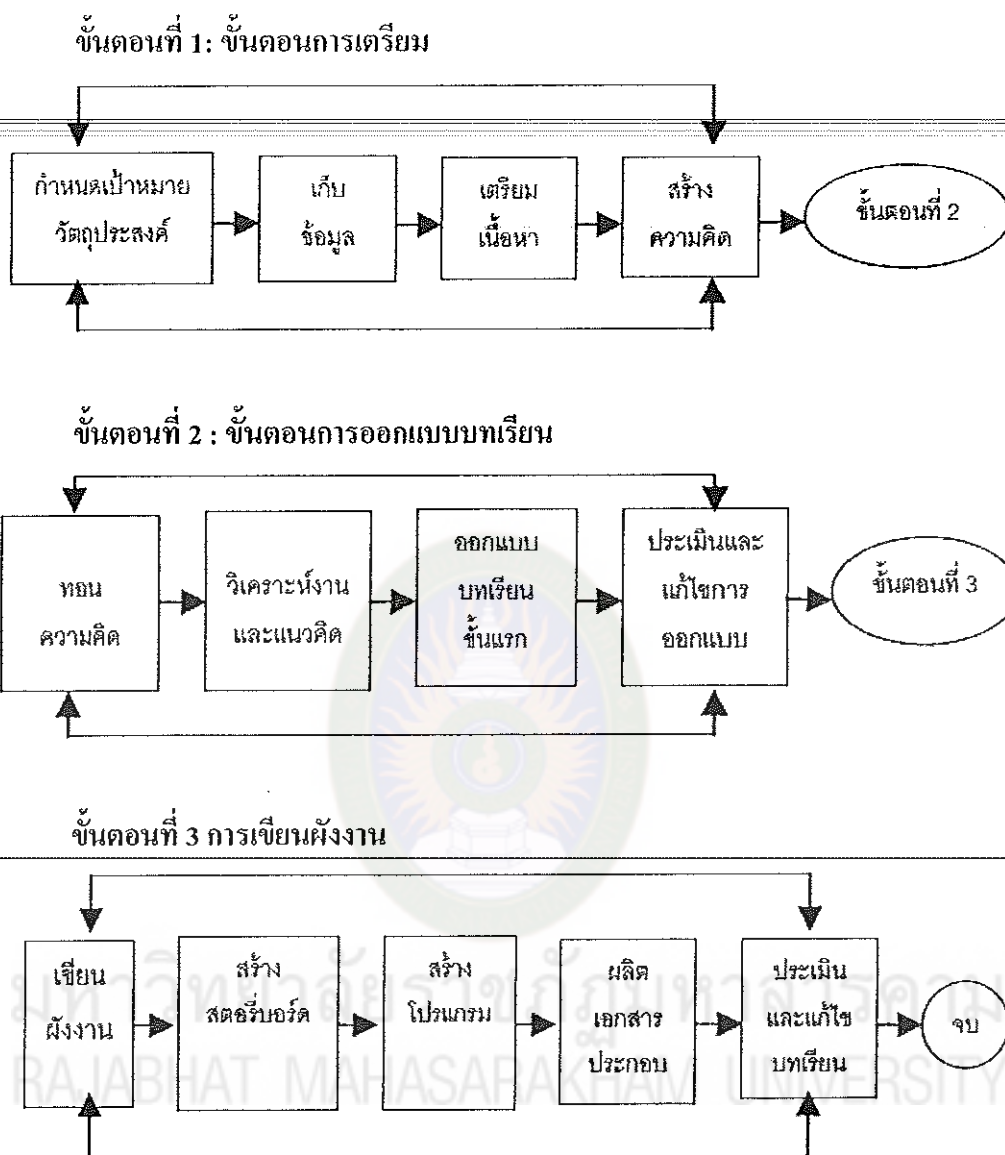 ขั้นตอนที่ 1: ขั้นตอนการเตรียม
กำหนดเป้าหมาย
วัตถุประสงค์
เก็บ
ข้อมูล
เตรียม
เนื้อหา
สร้าง
ความคิด
ขั้นตอนที่ 2
ขั้นตอนที่ 2 : ขั้นตอนการออกแบบบทเรียน
ทอน
ความคิด
วิเคราะห์งาน
และแนวคิด
ออกแบบ
บทเรียน
ขั้นแรก
ประเมินและ
แก้ไขการ
ออกแบบ
ขั้นตอนที่ 3
ขั้นตอนที่ 3 การเขียนผังงาน
เขียน
ผังงาน
สร้าง
สตอรี่บอร์ด
สร้าง
โปรแกรม
ผลิต
เอกสาร
ประกอบ
ประเมิน
และแก้ไข
บทเรียน
จบ
มหาวิทยาลัยราชภัฏมหาสารคาม
RAJABHAT MAHASARAKHAM UNIVERSITY